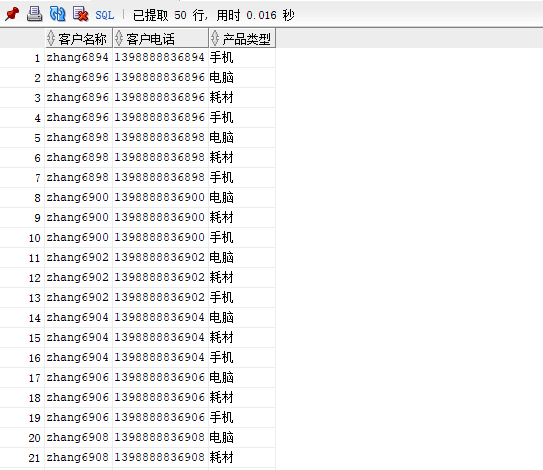 SQL | 已提取 50 行, 用时 0.016 秒
客户名称 客户电话 产品类型
1 zhang6894 1398888836894 手机
2 zhang6896 1398888836896 电脑
3 zhang6896 1398888836896 耗材
4 zhang6896 1398888836896 手机
5 zhang6898 1398888836898 电脑
6 zhang6898 1398888836898 耗材
7 zhang6898 1398888836898 手机
8 zhang6900 1398888836900 电脑
9 zhang6900 1398888836900 耗材
10 zhang6900 1398888836900 手机
11 zhang6902 1398888836902 电脑
12 zhang6902 1398888836902 耗材
13 zhang6902 1398888836902 手机
14 zhang6904 1398888836904 电脑
15 zhang6904 1398888836904 耗材
16 zhang6904 1398888836904 手机
17 zhang6906 1398888836906 电脑
18 zhang6906 1398888836906 耗材
19 zhang6906 1398888836906 手机
20 zhang6908 1398888836908 电脑
21 zhang6908 1398888836908 耗材